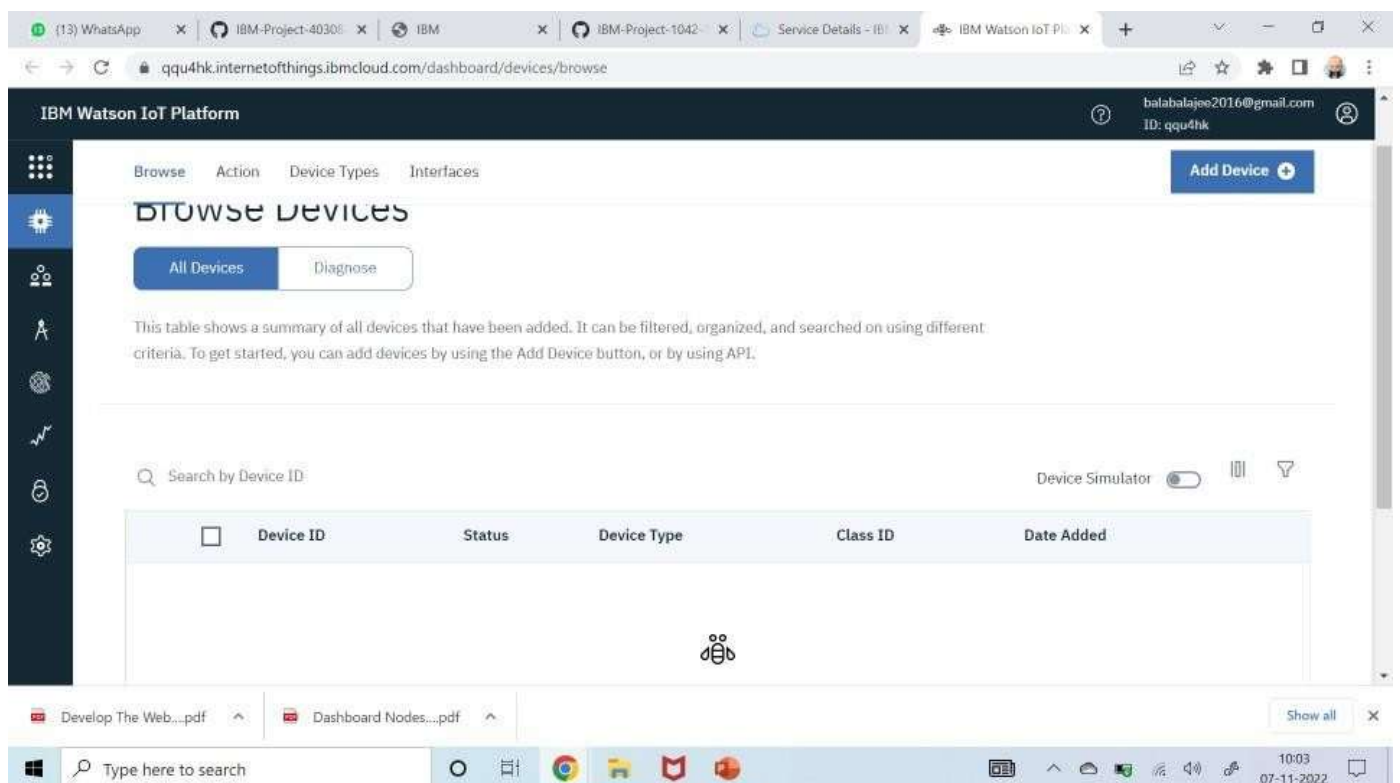 (13) WhatsApp
IBM-Project-40308
IBM
IBM-Project-1042-
Service Details - IB
IBM Watson IoT Pl
qqu4hk.internetofthings.ibmcloud.com/dashboard/devices/browse
IBM Watson IoT Platform
balabalajee2016@gmail.com
ID: qqu4hk
Browse Action Device Types Interfaces
Add Device
Browse Devices
All Devices Diagnose
This table shows a summary of all devices that have been added. It can be filtered, organized, and searched on using different
criteria. To get started, you can add devices by using the Add Device button, or by using API.
Search by Device ID
Device Simulator
Device ID Status Device Type Class ID Date Added
Develop The Web....pdf
Dashboard Nodes....pdf
Show all
Type here to search
10:03
07-11-2022